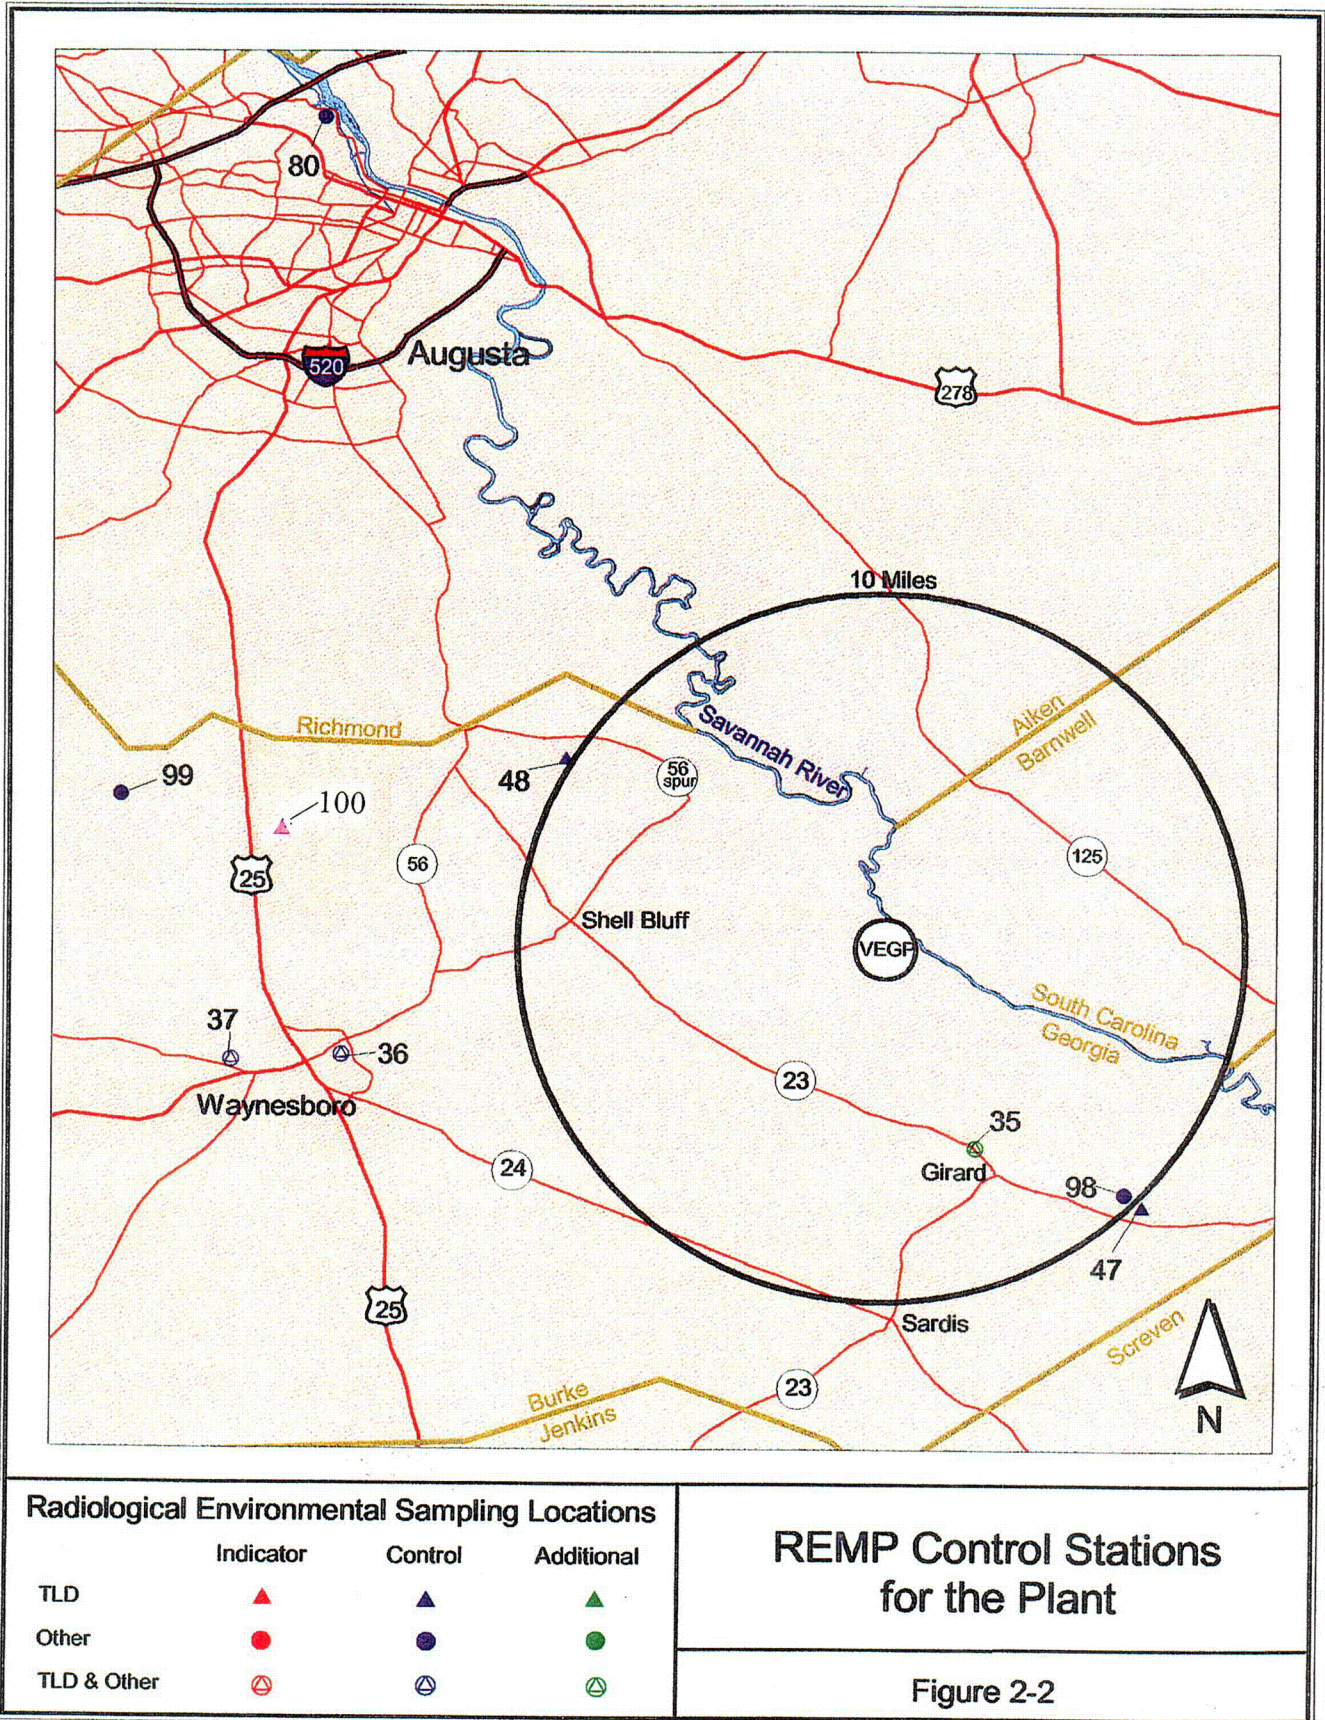 80
520
Augusta
278
10 Miles
Aiken
Barnwell
Richmond
Savannah River
99
48
56
spur
100
25
56
125
Shell Bluff
VEGP
South Carolina
Georgia
37
36
Waynesboro
23
35
Girard
24
98
47
25
Sardis
Screven
23
Burke
Jenkins
N
Radiological Environmental Sampling Locations
Indicator Control Additional
TLD
Other
TLD & Other
REMP Control Stations
for the Plant
Figure 2-2